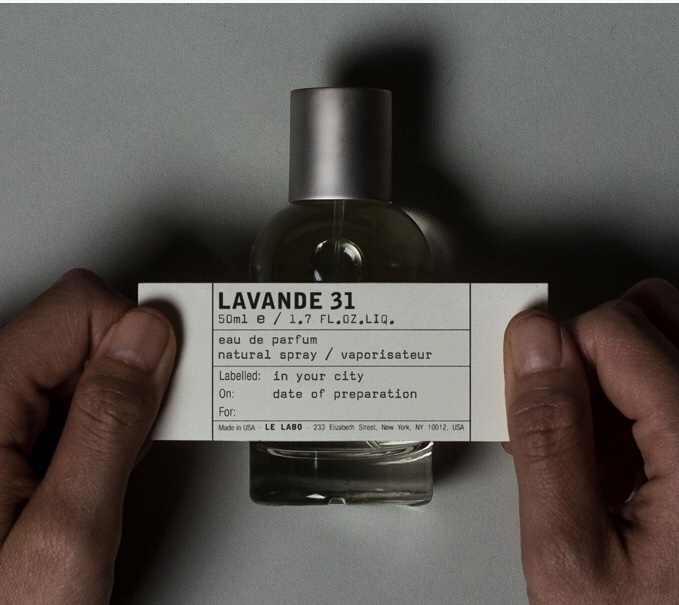 LAVANDE 31
50ml e / 1.7 FL.OZ.LIQ.
eau de parfum
natural spray / vaporisateur
Labelled: in your city
On: date of preparation
For:
Made in USA - LE LABO - 233 Elizabeth Street, New York, NY 10012, USA